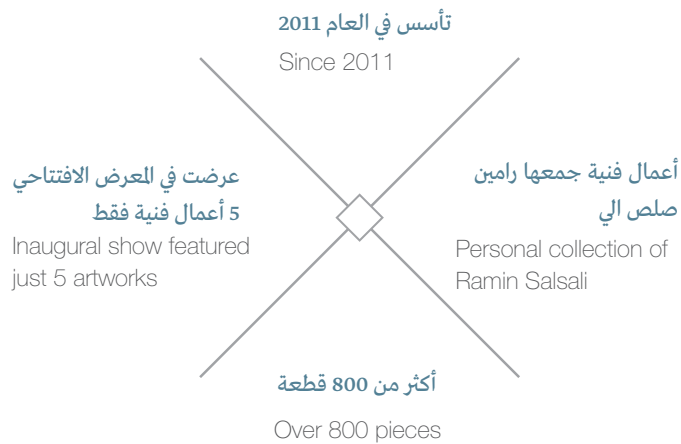 تأسس في العام 2011
Since 2011
عرضت في المعرض الافتتاحي
5 أعمال فنية فقط
Inaugural show featured
just 5 artworks
أعمال فنية جمعها رامين
صلص الي
Personal collection of
Ramin Salsali
أكثر من 800 قطعة
Over 800 pieces